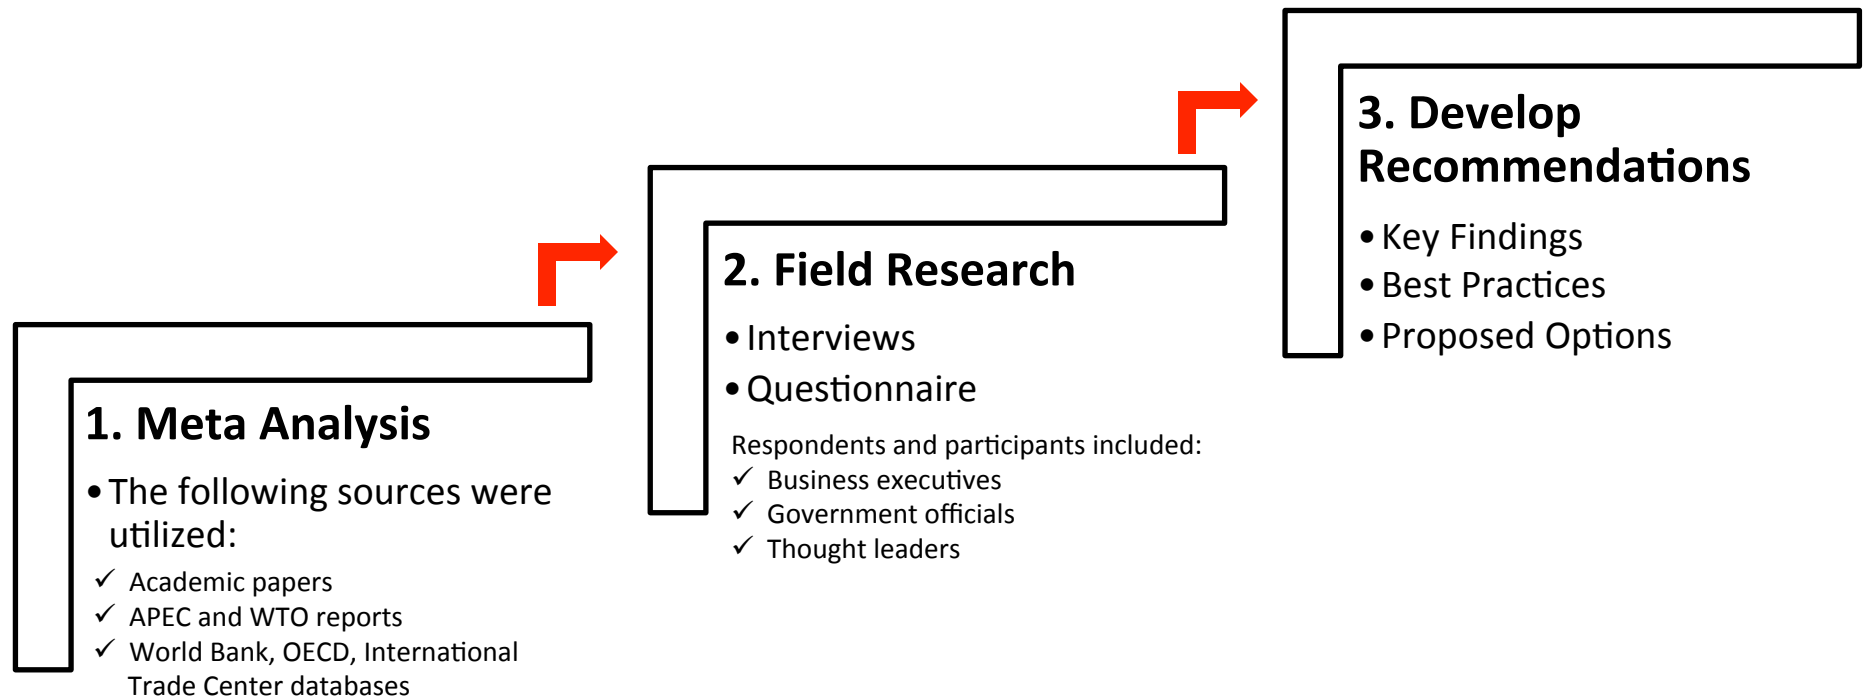 1. Meta Analysis
• The following sources were
utilized:
✓ Academic papers
✓ APEC and WTO reports
✓ World Bank, OECD, International
Trade Center databases
2. Field Research
• Interviews
• Questionnaire
Respondents and participants included:
✓ Business executives
✓ Government officials
✓ Thought leaders
3. Develop
Recommendations
• Key Findings
• Best Practices
• Proposed Options